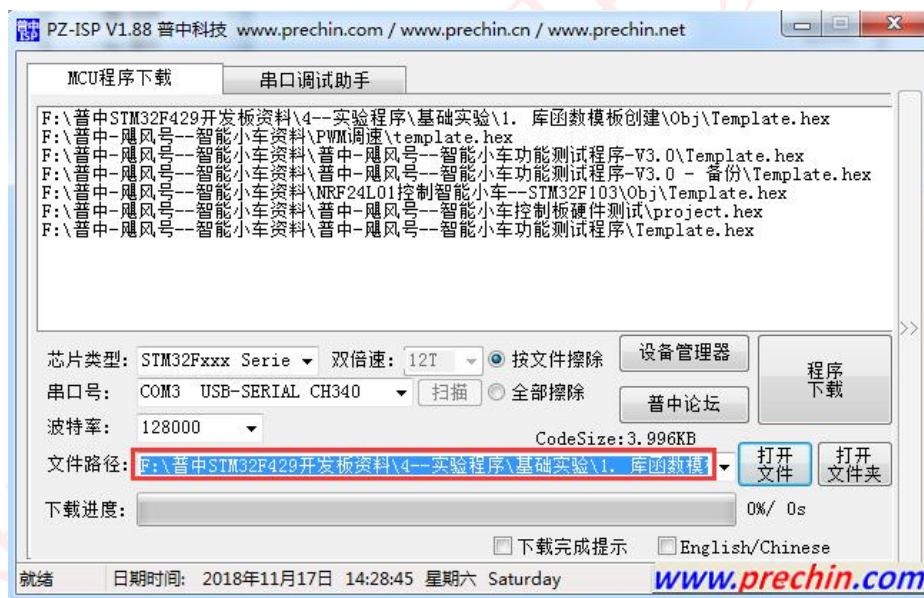 普中 ISP PZ-ISP V1.88 普中科技 www.prechin.com / www.prechin.cn / www.prechin.net
MCU程序下载 串口调试助手
F:\普中STM32F429开发板资料\4--实验程序\基础实验\1. 库函数模板创建\Obj\Template.hex
F:\普中-飓风号--智能小车资料\PWM调速\template.hex
F:\普中-飓风号--智能小车资料\普中-飓风号--智能小车功能测试程序-V3.0\Template.hex
F:\普中-飓风号--智能小车资料\普中-飓风号--智能小车功能测试程序-V3.0 - 备份\Template.hex
F:\普中-飓风号--智能小车资料\NRF24L01控制智能小车--STM32F103\Obj\Template.hex
F:\普中-飓风号--智能小车资料\普中-飓风号--智能小车控制板硬件测试\project.hex
F:\普中-飓风号--智能小车资料\普中-飓风号--智能小车功能测试程序\Template.hex
>>
芯片类型: STM32Fxxx Serie 双倍速: 12T 按文件擦除 设备管理器 程序下载
串口号: COM3 USB-SERIAL CH340 扫描 全部擦除 普中论坛
波特率: 128000 CodeSize:3.996KB
文件路径: F:\普中STM32F429开发板资料\4--实验程序\基础实验\1. 库函数模 打开文件 打开文件夹
下载进度: 0%/ 0s
下载完成提示 English/Chinese
就绪 日期时间: 2018年11月17日 14:28:45 星期六 Saturday www.prechin.com